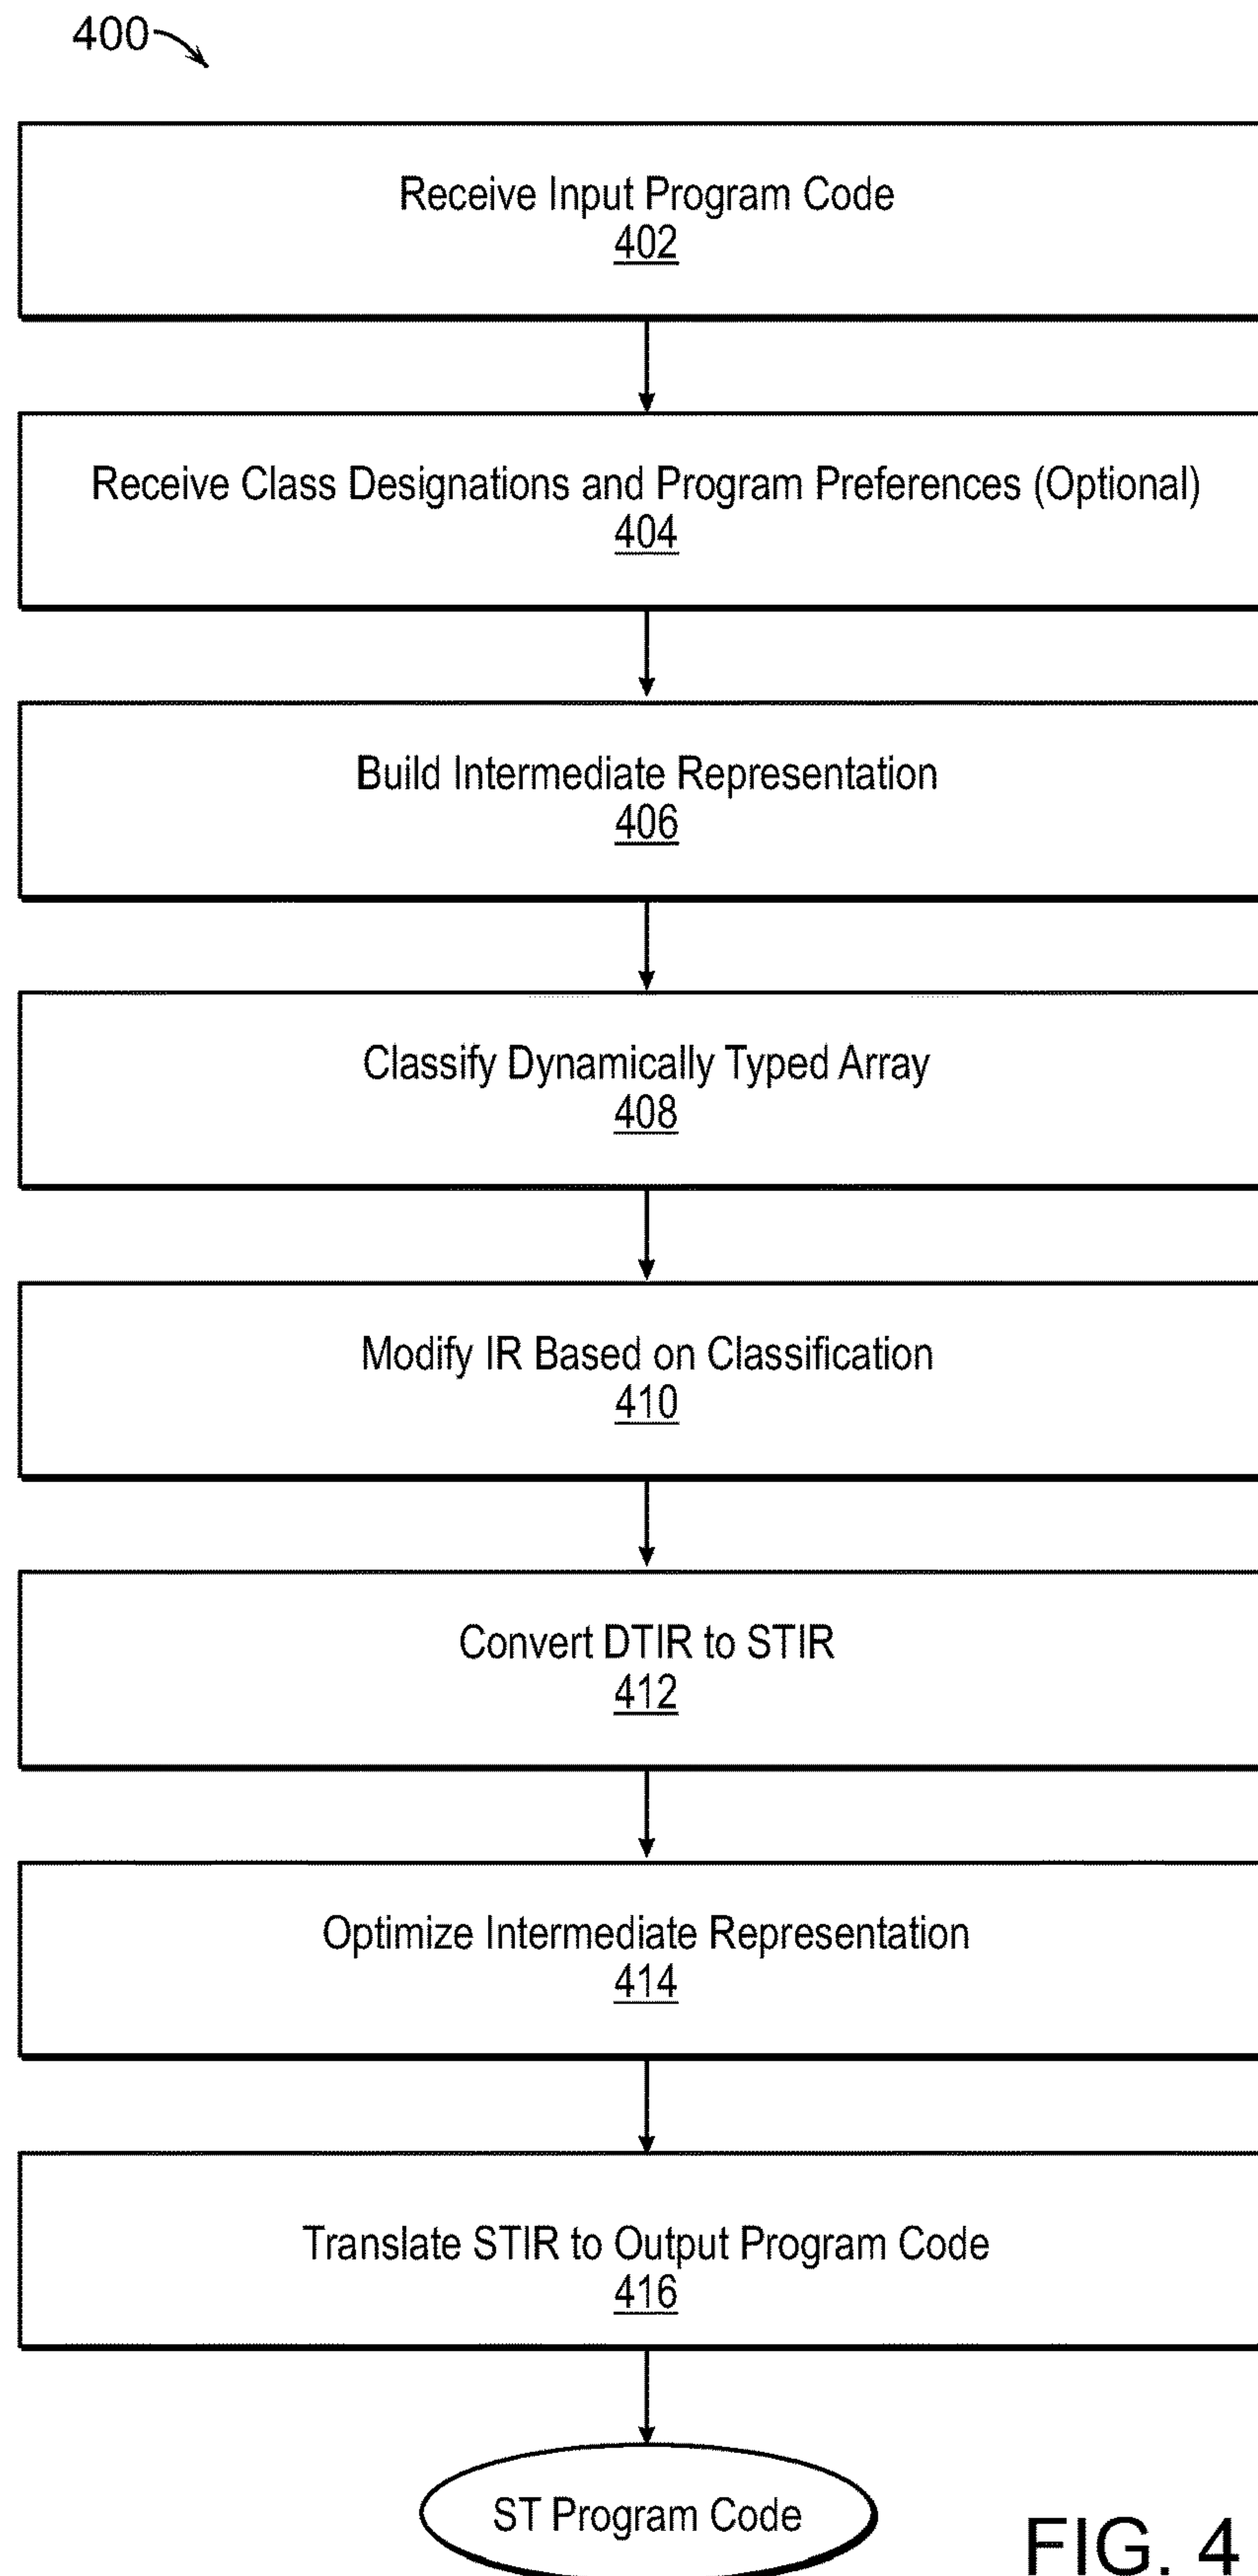 400
Receive Input Program Code
402
Receive Class Designations and Program Preferences (Optional)
404
Build Intermediate Representation
406
Classify Dynamically Typed Array
408
Modify IR Based on Classification
410
Convert DTIR to STIR
412
Optimize Intermediate Representation
414
Translate STIR to Output Program Code
416
ST Program Code
FIG. 4